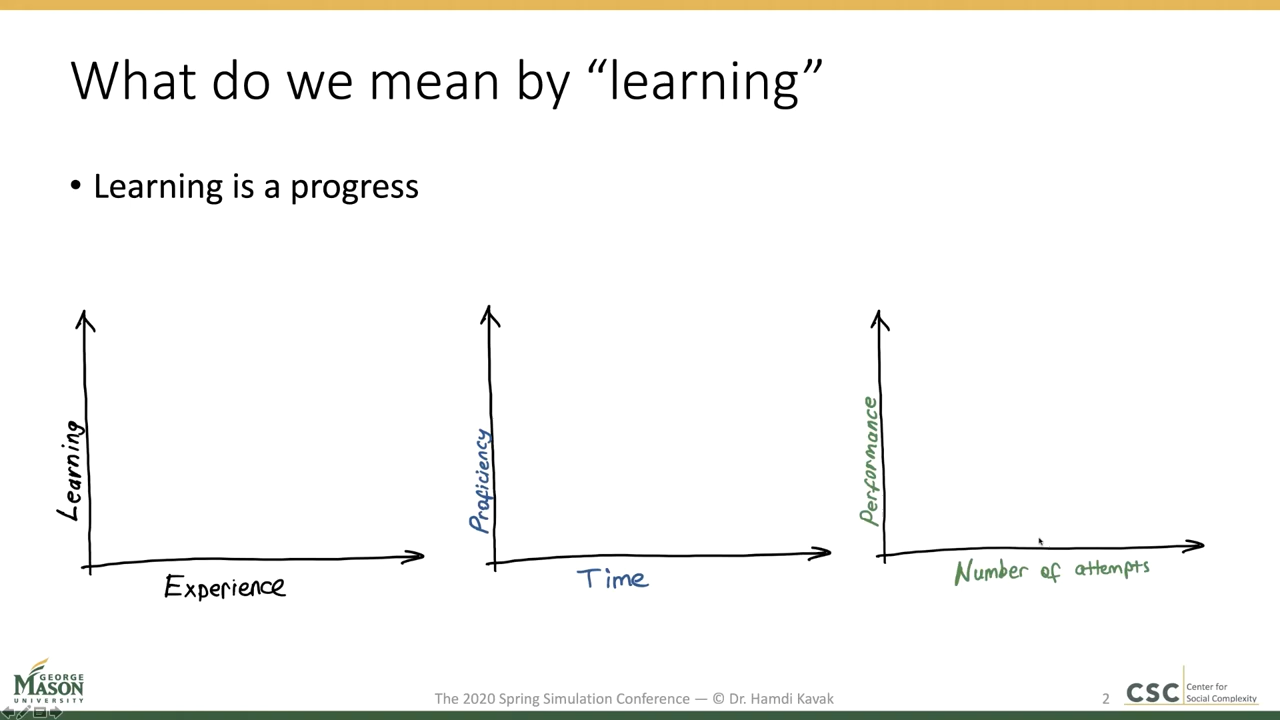 What do we mean by “learning”
• Learning is a progress
Learning
Experience
Proficiency
Time
Performance
Number of attempts
GEORGE
MASON
UNIVERSITY
The 2020 Spring Simulation Conference — © Dr. Hamdi Kavak
2
CSC
Center for
Social Complexity